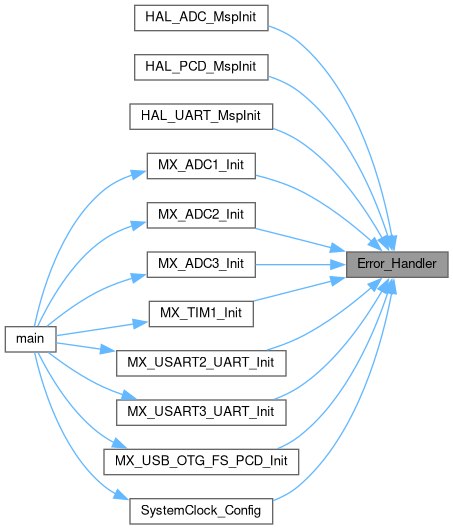 HAL_ADC_MspInit
HAL_PCD_MspInit
HAL_UART_MspInit
MX_ADC1_Init
MX_ADC2_Init
MX_ADC3_Init
Error_Handler
MX_TIM1_Init
main
MX_USART2_UART_Init
MX_USART3_UART_Init
MX_USB_OTG_FS_PCD_Init
SystemClock_Config